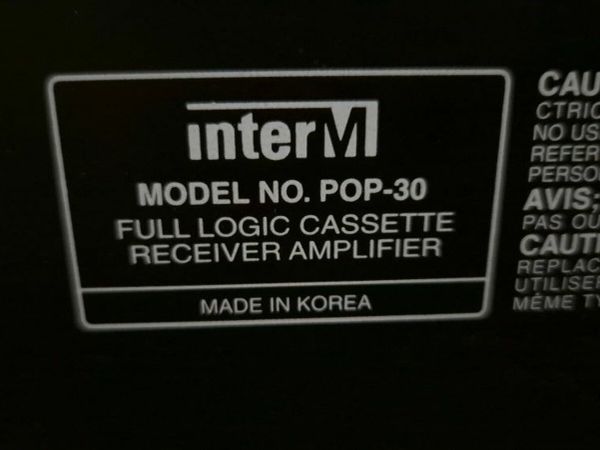 interM
MODEL NO. POP-30
FULL LOGIC CASSETTE
RECEIVER AMPLIFIER
MADE IN KOREA
CAU
CTRIC
NO US
REFER
PERSO
AVIS;
PAS OU
CAUTI
REPLAC
UTILISE
MÊME TY